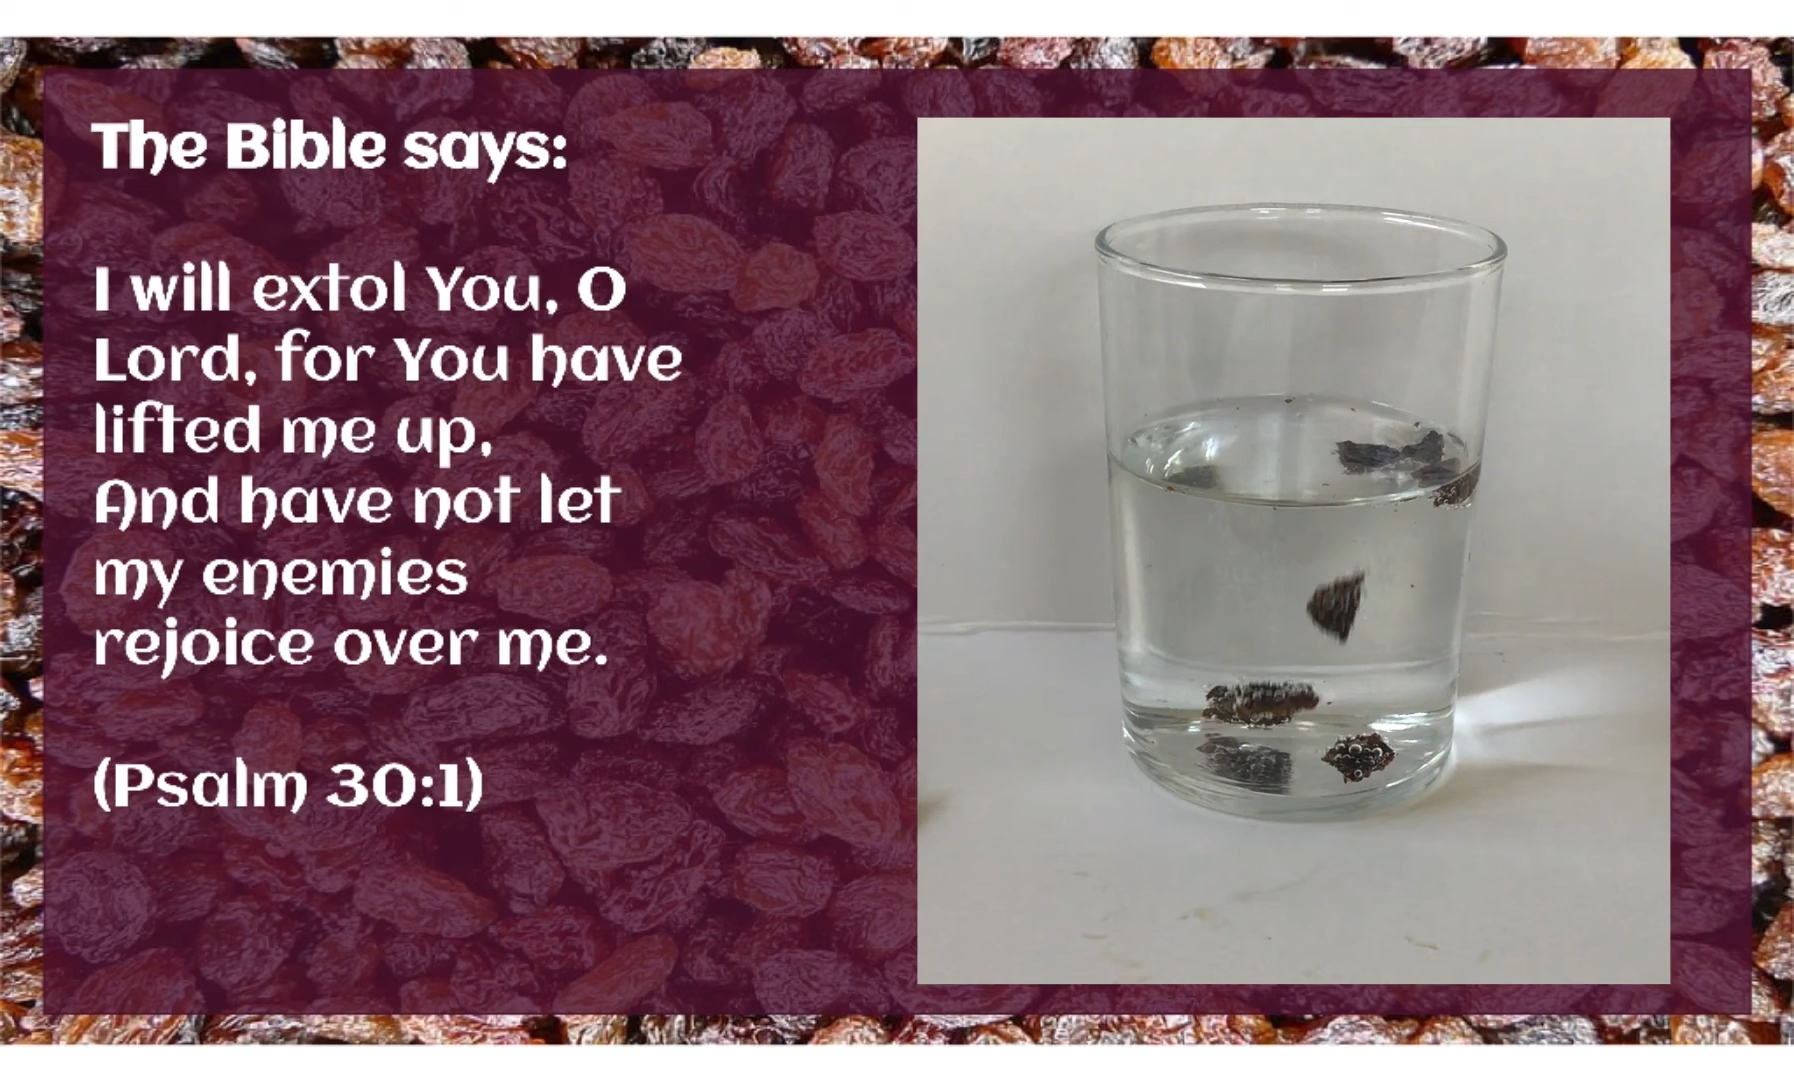 The Bible says:
I will extol You, O
Lord, for You have
lifted me up,
And have not let
my enemies
rejoice over me.
(Psalm 30:1)